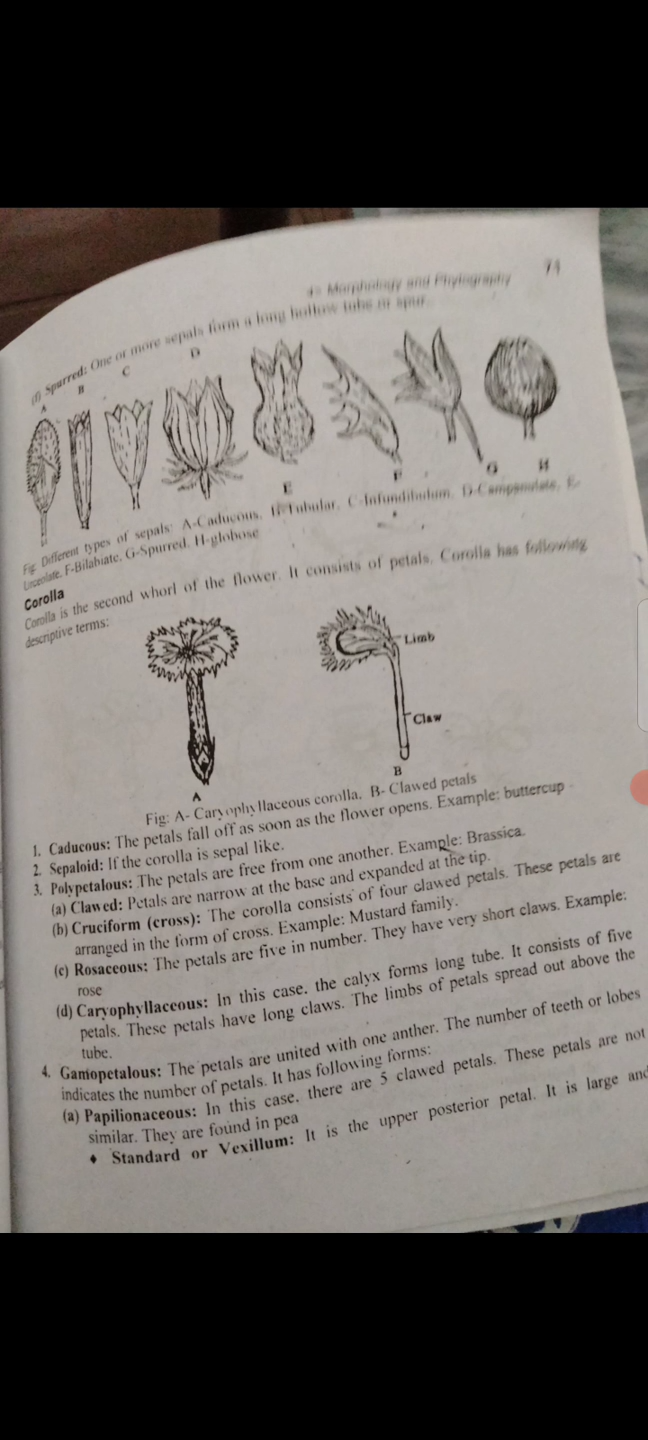 4- Morphology and Phytography 71
(f) Spurred: One or more sepals form a long hollow tube or spur.
A B C D
E F G H
Fig: Different types of sepals: A-Caducous, B-Tubular, C-Infundibulum, D-Campanulate, E-
Urceolate, F-Bilabiate, G-Spurred, H-globose
Corolla
Corolla is the second whorl of the flower. It consists of petals. Corolla has following
descriptive terms:
Limb
Claw
A B
Fig: A- Caryophyllaceous corolla, B- Clawed petals
1. Caducous: The petals fall off as soon as the flower opens. Example: buttercup
2. Sepaloid: If the corolla is sepal like.
3. Polypetalous: The petals are free from one another. Example: Brassica.
(a) Clawed: Petals are narrow at the base and expanded at the tip.
(b) Cruciform (cross): The corolla consists of four clawed petals. These petals are
arranged in the form of cross. Example: Mustard family.
(c) Rosaceous: The petals are five in number. They have very short claws. Example:
rose
(d) Caryophyllaceous: In this case, the calyx forms long tube. It consists of five
petals. These petals have long claws. The limbs of petals spread out above the
tube.
4. Gamopetalous: The petals are united with one anther. The number of teeth or lobes
indicates the number of petals. It has following forms:
(a) Papilionaceous: In this case, there are 5 clawed petals. These petals are not
similar. They are found in pea
♦ Standard or Vexillum: It is the upper posterior petal. It is large and